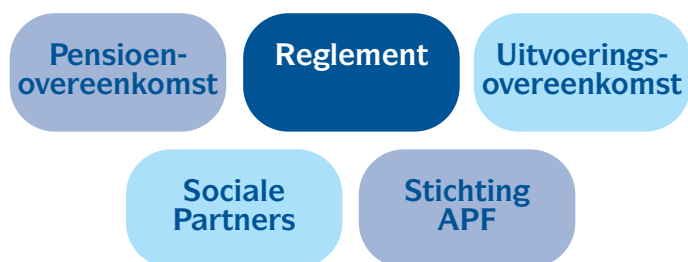 Pensioen-
overeenkomst
Reglement
Uitvoerings-
overeenkomst
Sociale
Partners
Stichting
APF